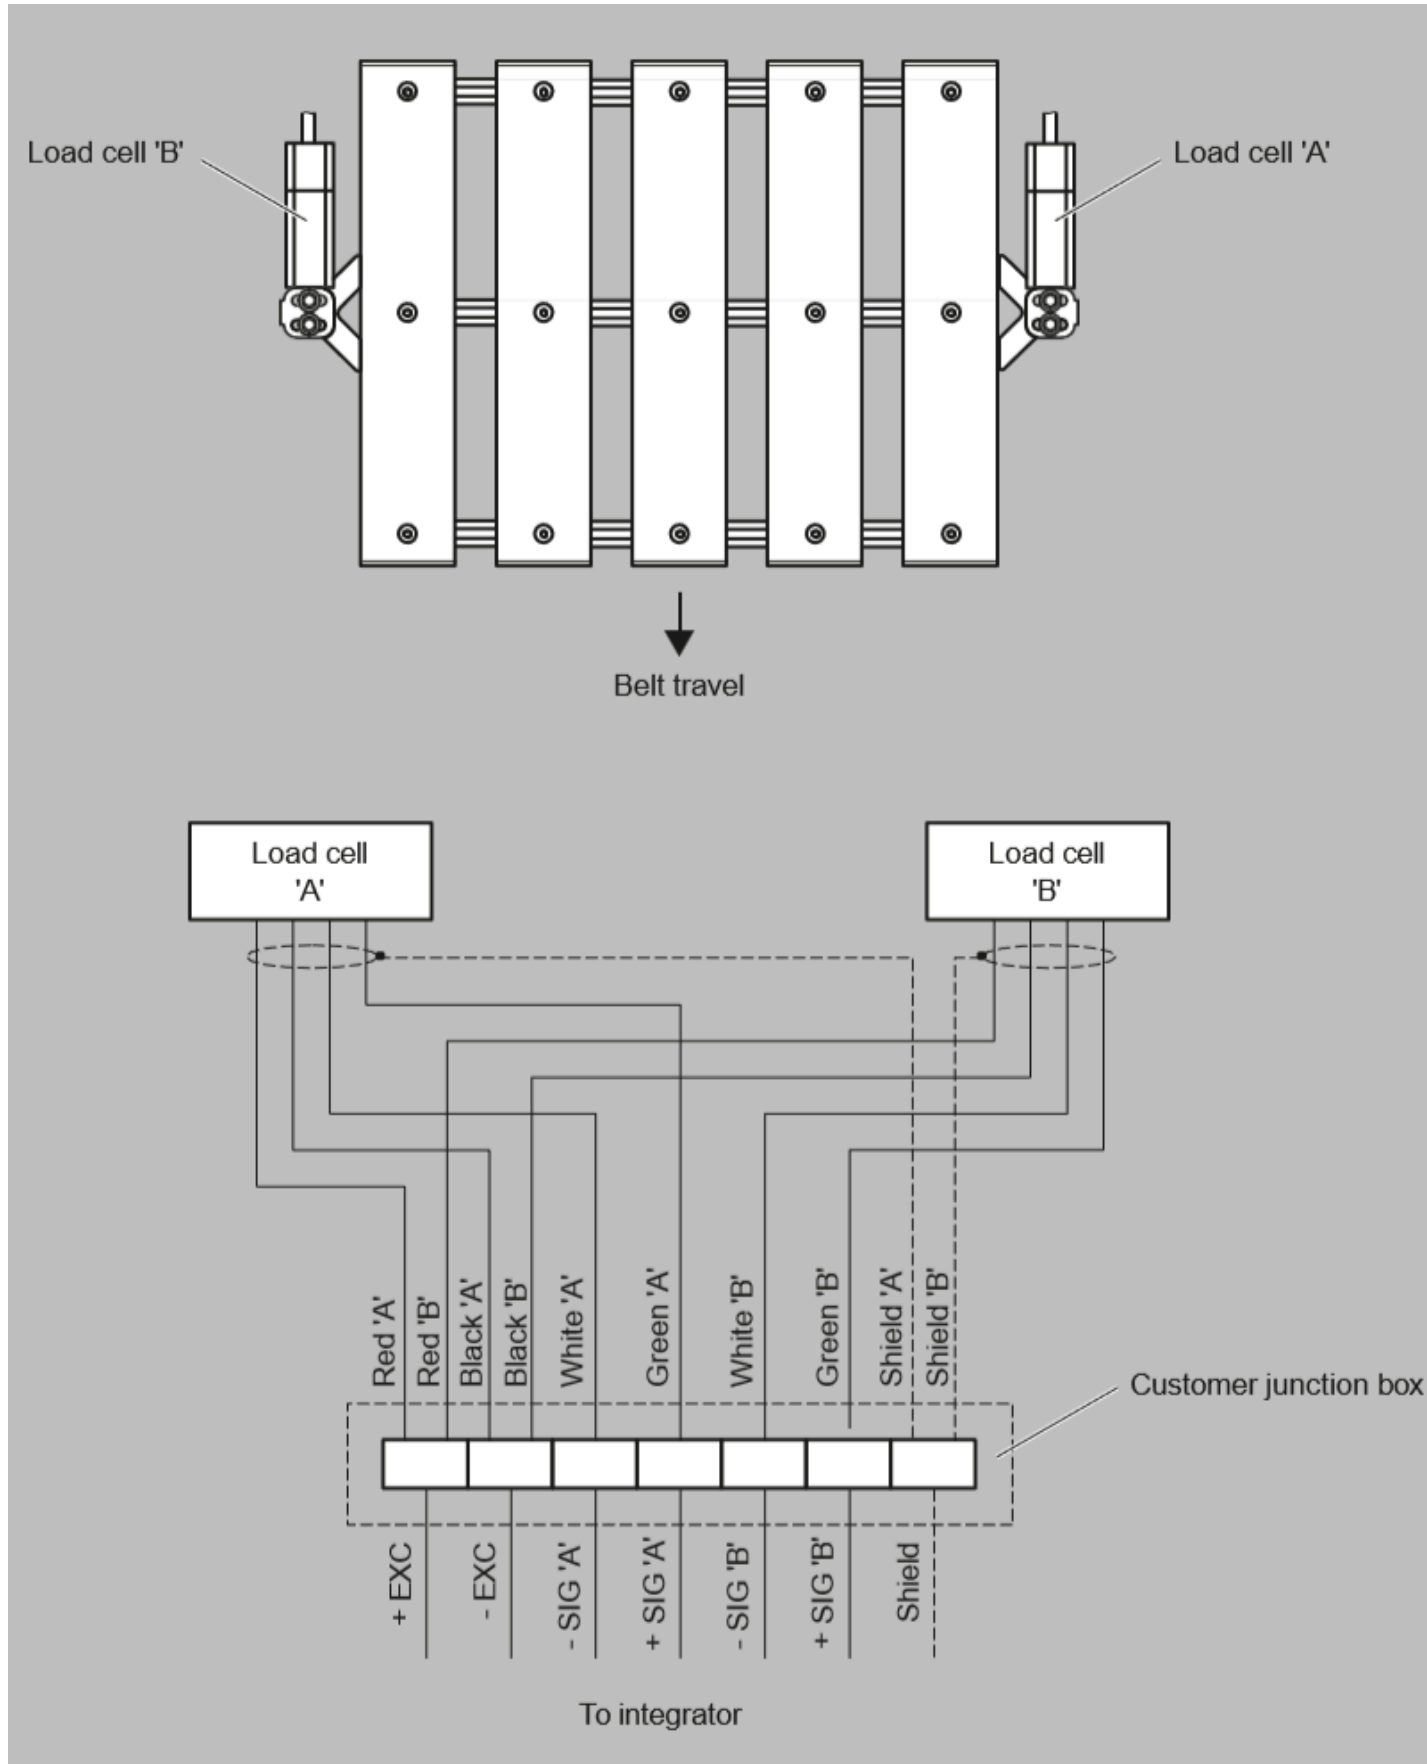 Load cell 'B'
Load cell 'A'
Belt travel
Load cell
'A'
Load cell
'B'
Red 'A'
Red 'B'
Black 'A'
Black 'B'
White 'A'
Green 'A'
White 'B'
Green 'B'
Shield 'A'
Shield 'B'
Customer junction box
+ EXC
- EXC
- SIG 'A'
+ SIG 'A'
- SIG 'B'
+ SIG 'B'
Shield
To integrator